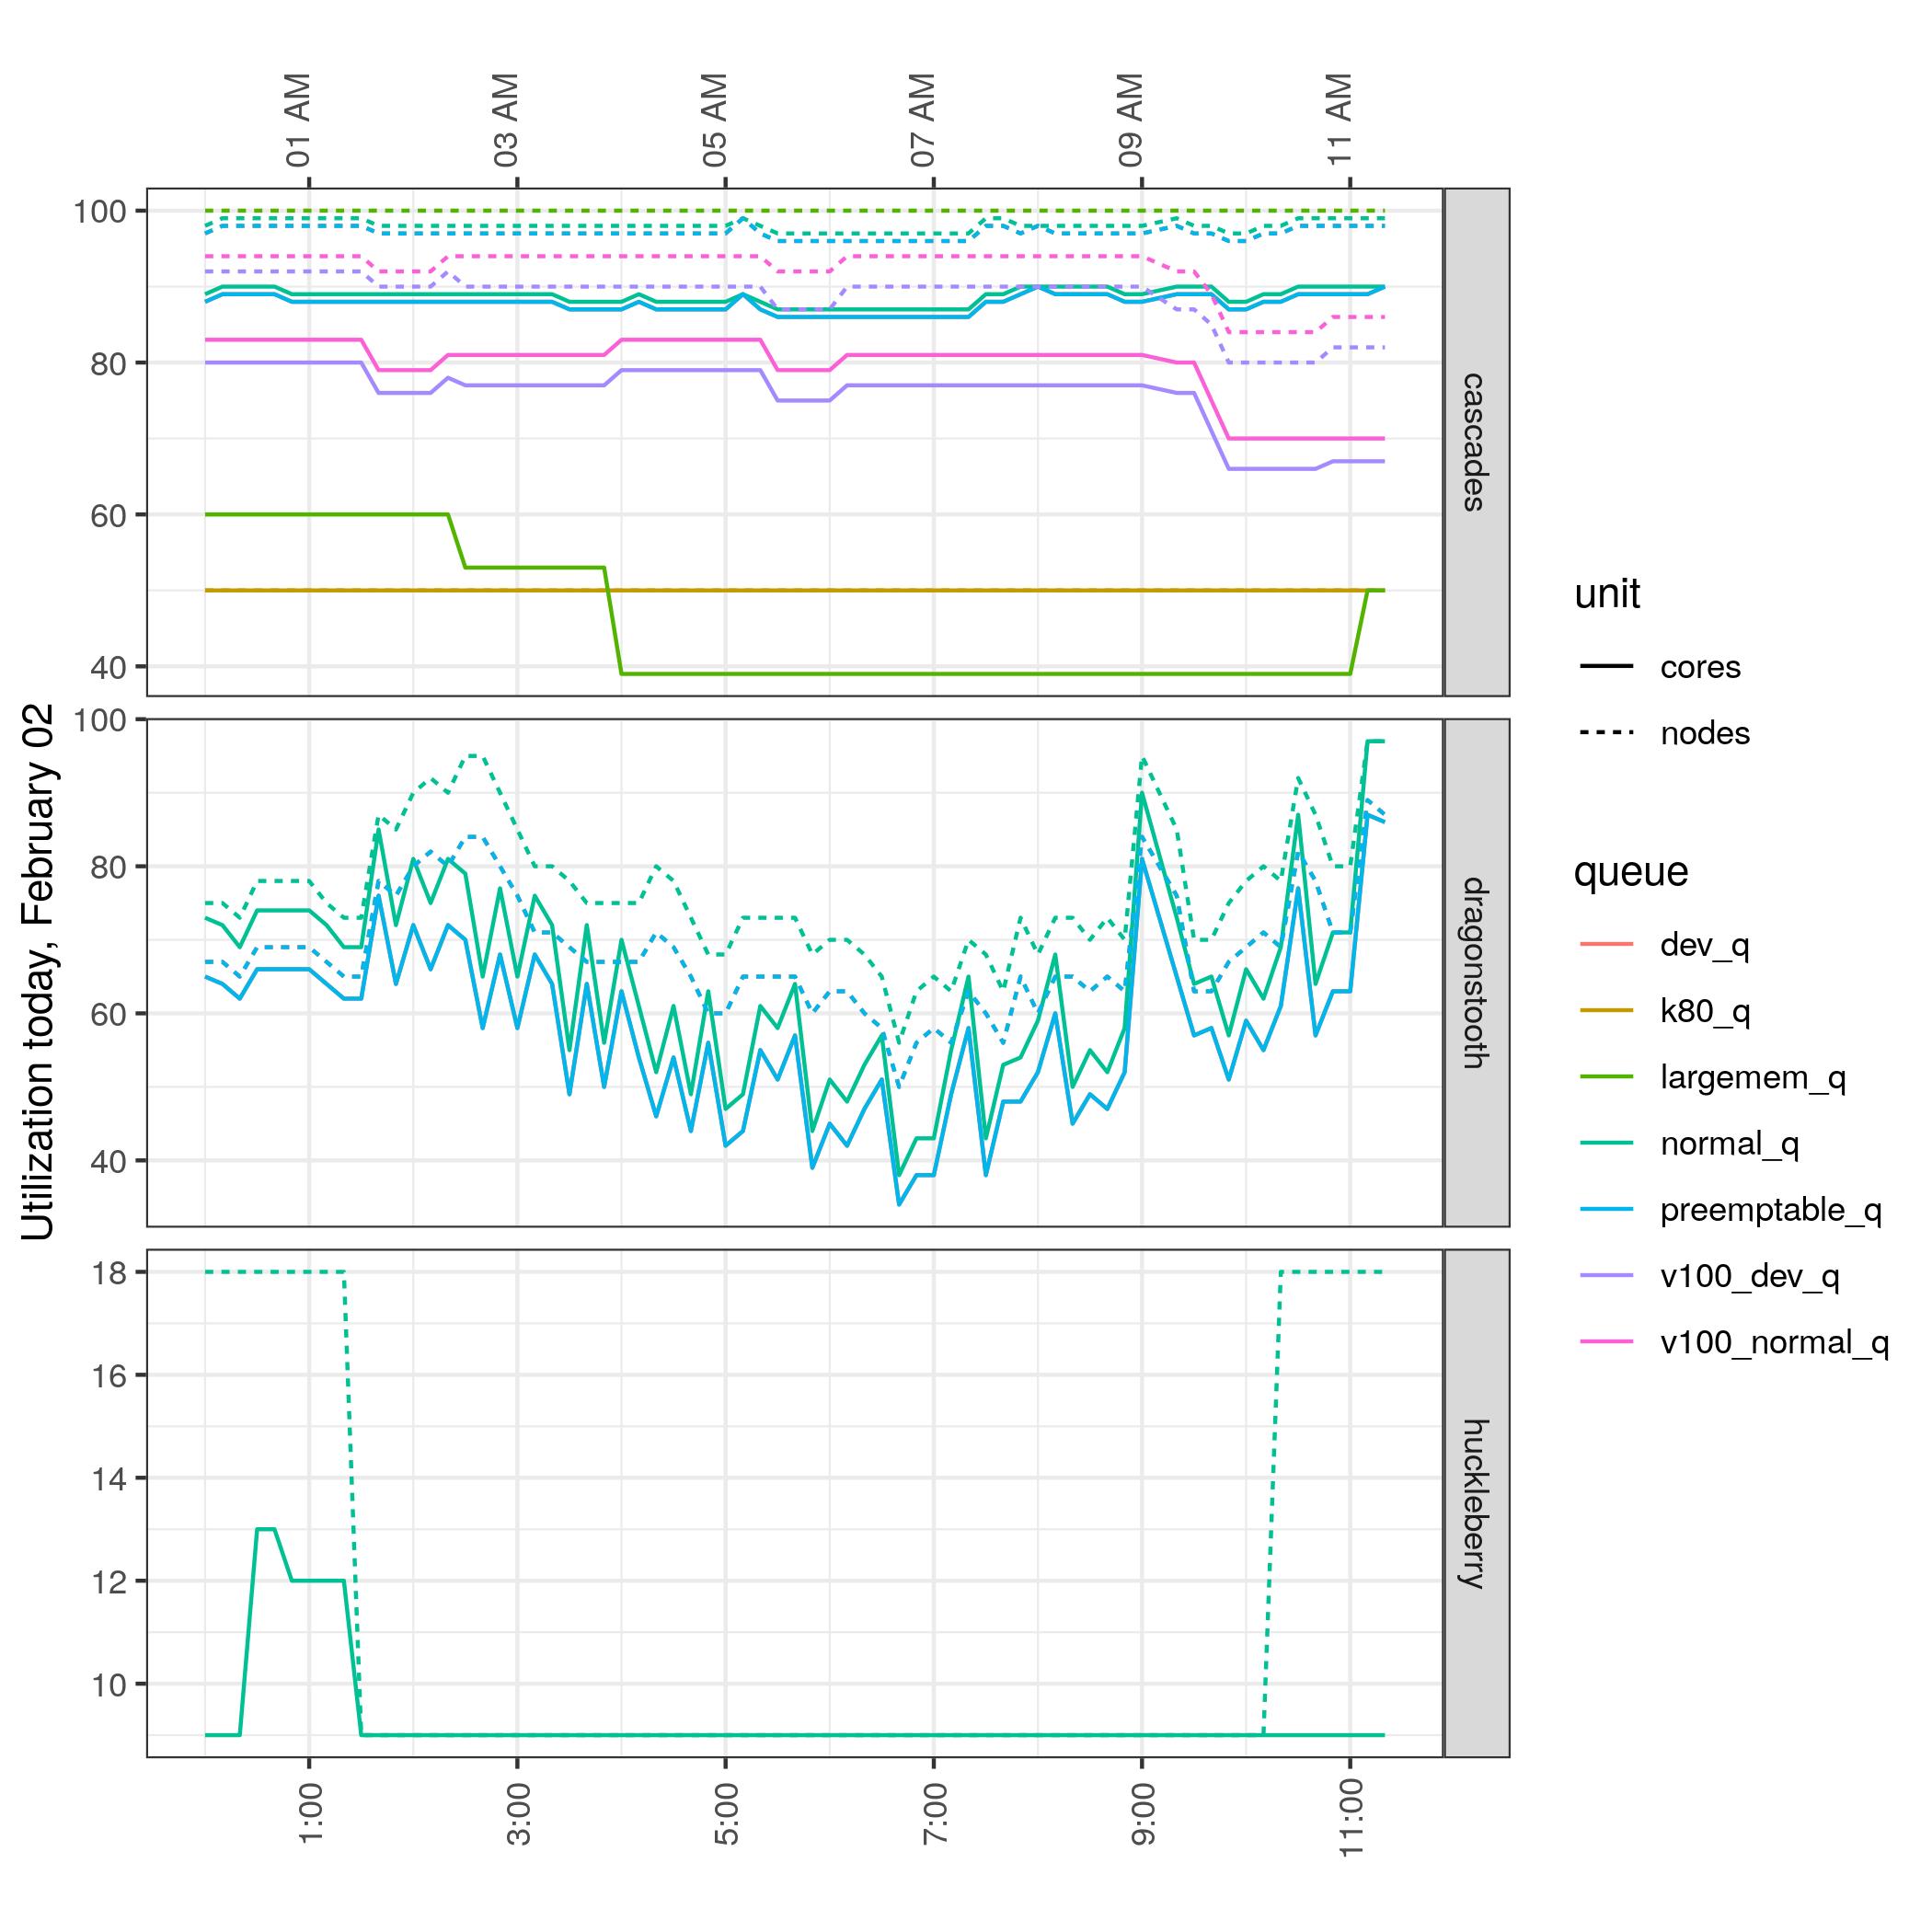 01 AM
03 AM
05 AM
07 AM
09 AM
11 AM
Utilization today, February 02
100
80
60
40
cascades
100
80
60
40
dragonstooth
18
16
14
12
10
huckleberry
1:00
3:00
5:00
7:00
9:00
11:00
unit
cores
nodes
queue
dev_q
k80_q
largemem_q
normal_q
preemptable_q
v100_dev_q
v100_normal_q